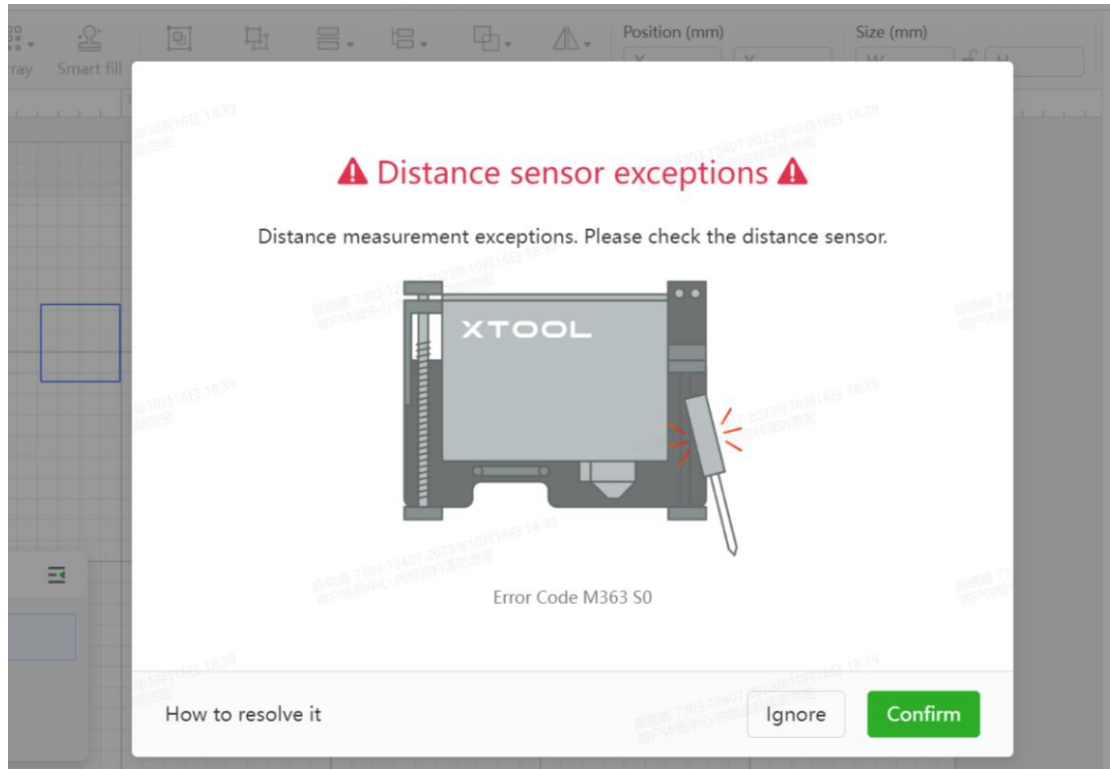 Position (mm)
Size (mm)
Smart fill
Distance sensor exceptions
Distance measurement exceptions. Please check the distance sensor.
XTOOL
Error Code M363 S0
How to resolve it
Ignore
Confirm